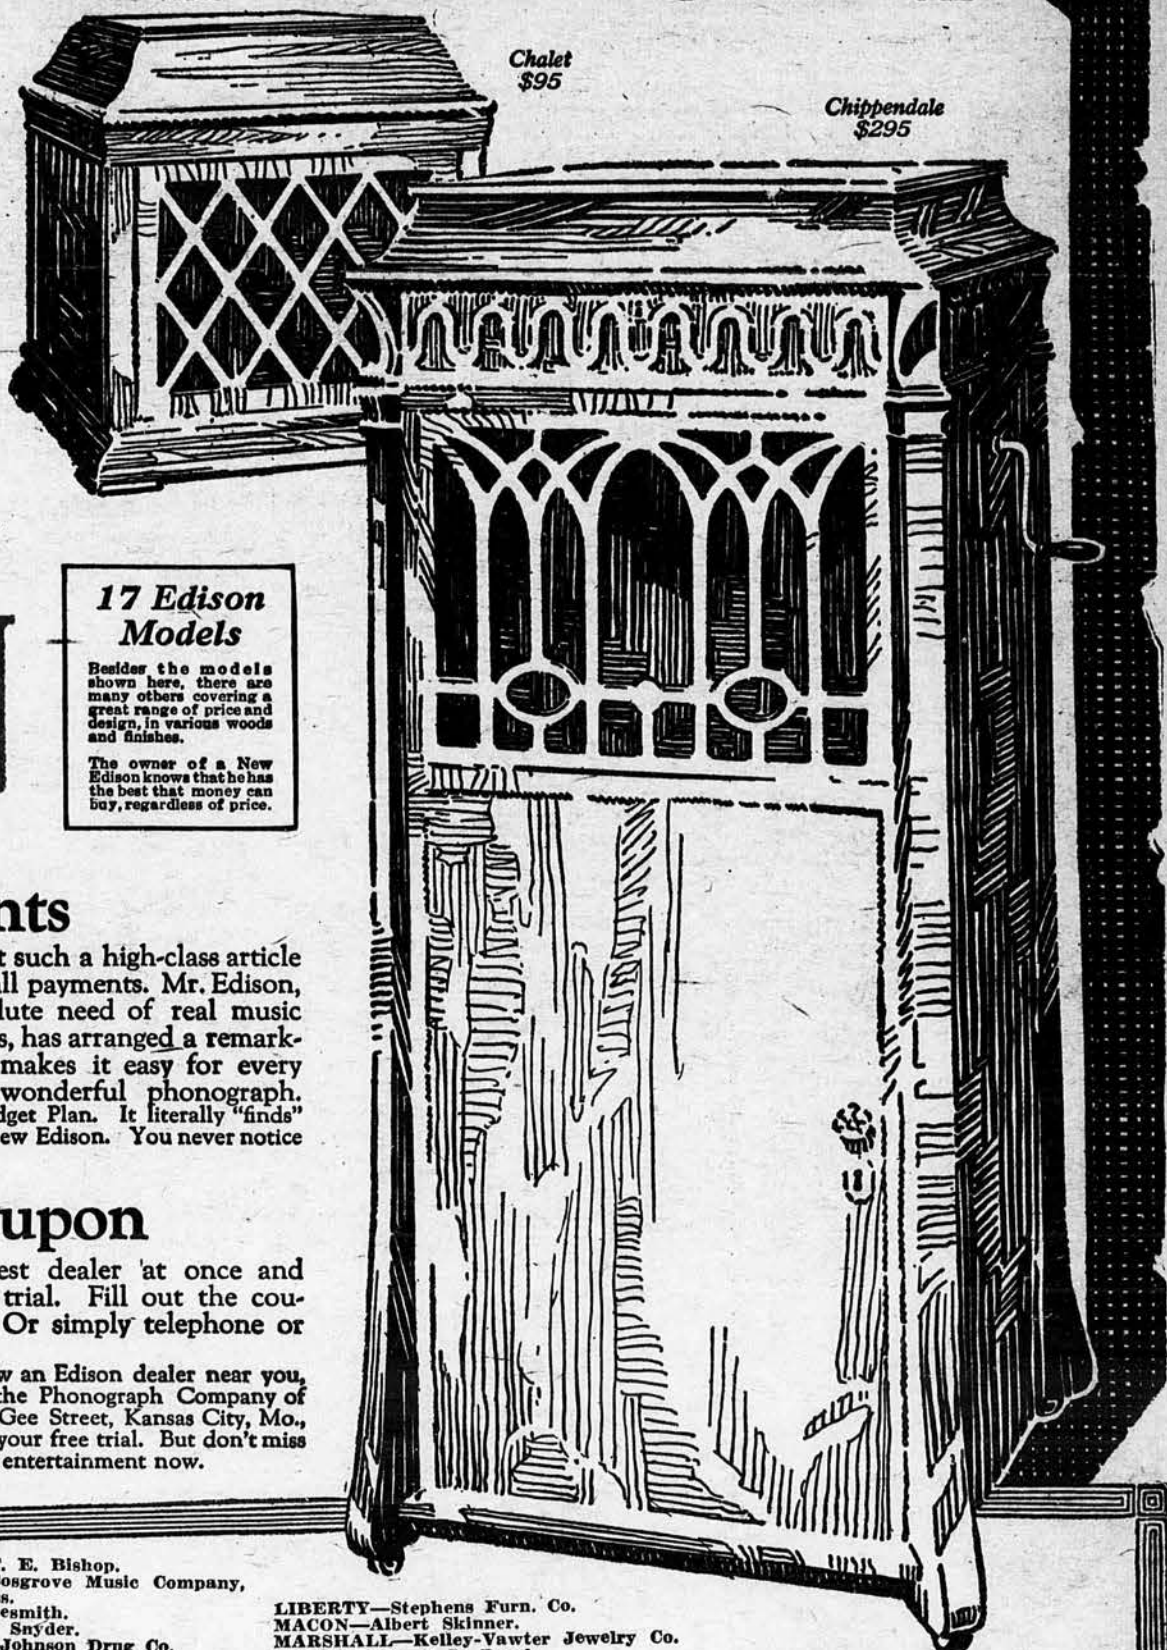 Chalet
$95
Chippendale
$295
17 Edison
Models
Besides the models
shown here, there are
many others covering a
great range of price and
design, in various woods
and finishes.
The owner of a New
Edison knows that he has
the best that money can
buy, regardless of price.
nts
t such a high-class article
ll payments. Mr. Edison,
lute need of real music
s, has arranged a remark-
makes it easy for every
wonderful phonograph.
dget Plan. It literally "finds"
ew Edison. You never notice
upon
est dealer at once and
trial. Fill out the cou-
Or simply telephone or
w an Edison dealer near you,
the Phonograph Company of
Gee Street, Kansas City, Mo.,
your free trial. But don't miss
entertainment now.
. E. Bishop.
osgrove Music Company,
s.
esmith.
Snyder.
Johnson Drug Co.
LIBERTY—Stephens Furn. Co.
MACON—Albert Skinner.
MARSHALL—Kelley-Vawter Jewelry Co.